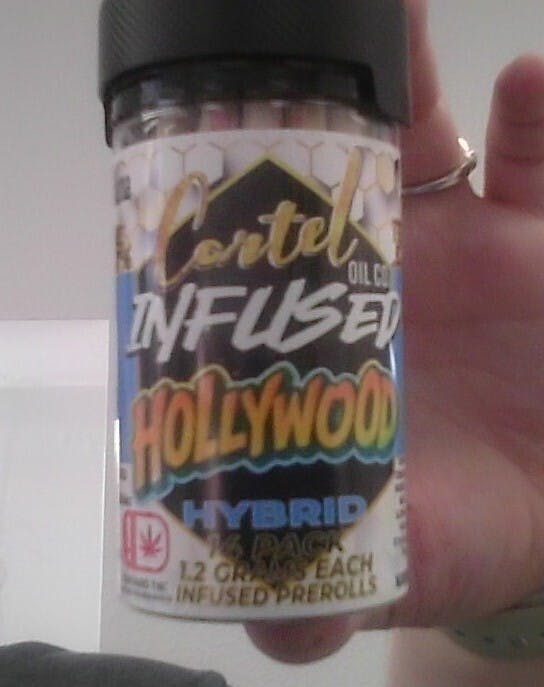 Cartel
OIL CO
INFUSED
HOLLYWOOD
HYBRID
14 PACK
1.2 GRAMS EACH
INFUSED PREROLLS